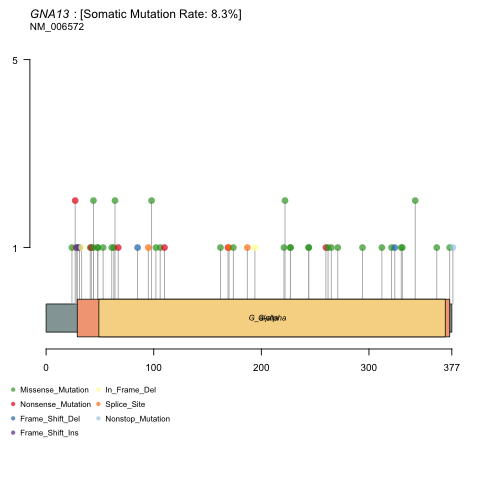 GNA13 : [Somatic Mutation Rate: 8.3%]
NM_006572
5
1
0 100 200 300 377
Missense_Mutation In_Frame_Del
Nonsense_Mutation Splice_Site
Frame_Shift_Del Nonstop_Mutation
Frame_Shift_Ins